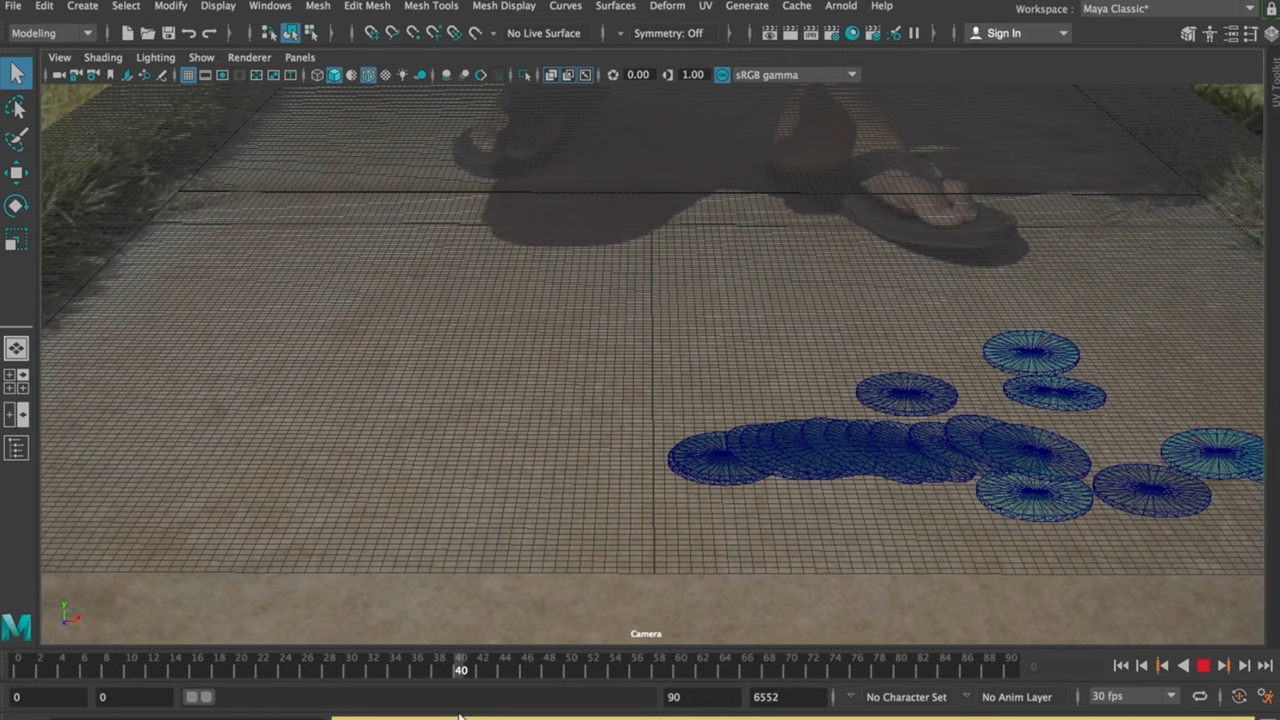 File Edit Create Select Modify Display Windows Mesh Edit Mesh Mesh Tools Mesh Display Curves Surfaces Deform UV Generate Cache Arnold Help Workspace : Maya Classic*
Modeling No Live Surface Symmetry: Off Sign In
View Shading Lighting Show Renderer Panels
0.00 1.00 sRGB gamma
UV Toolkit
Camera
0 2 4 6 8 10 12 14 16 18 20 22 24 26 28 30 32 34 36 38 40 42 44 46 48 50 52 54 56 58 60 62 64 66 68 70 72 74 76 78 80 82 84 86 88 90 0
40
0 0 90 6552 No Character Set No Anim Layer 30 fps